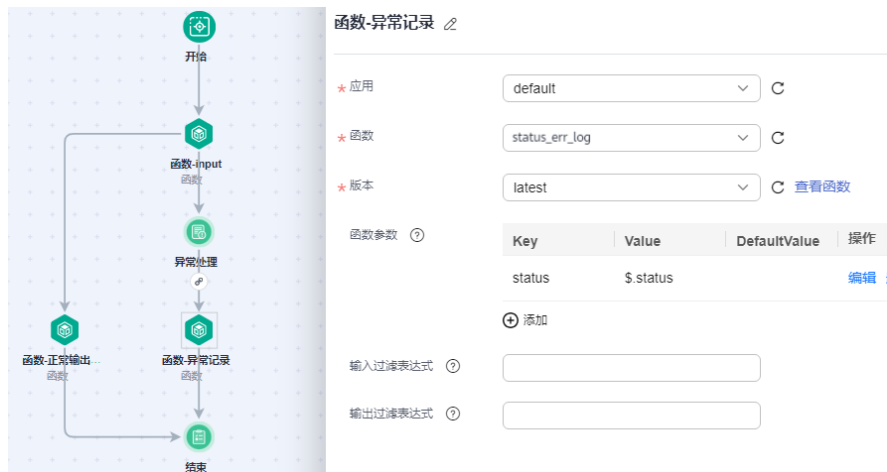 开始
函数-input
函数
异常处理
函数-正常输出...
函数
函数-异常记录
函数
结束
函数-异常记录
* 应用
default
* 函数
status_err_log
* 版本
latest
查看函数
函数参数 ?
Key Value DefaultValue 操作
status $.status 编辑
添加
输入过滤表达式 ?
输出过滤表达式 ?